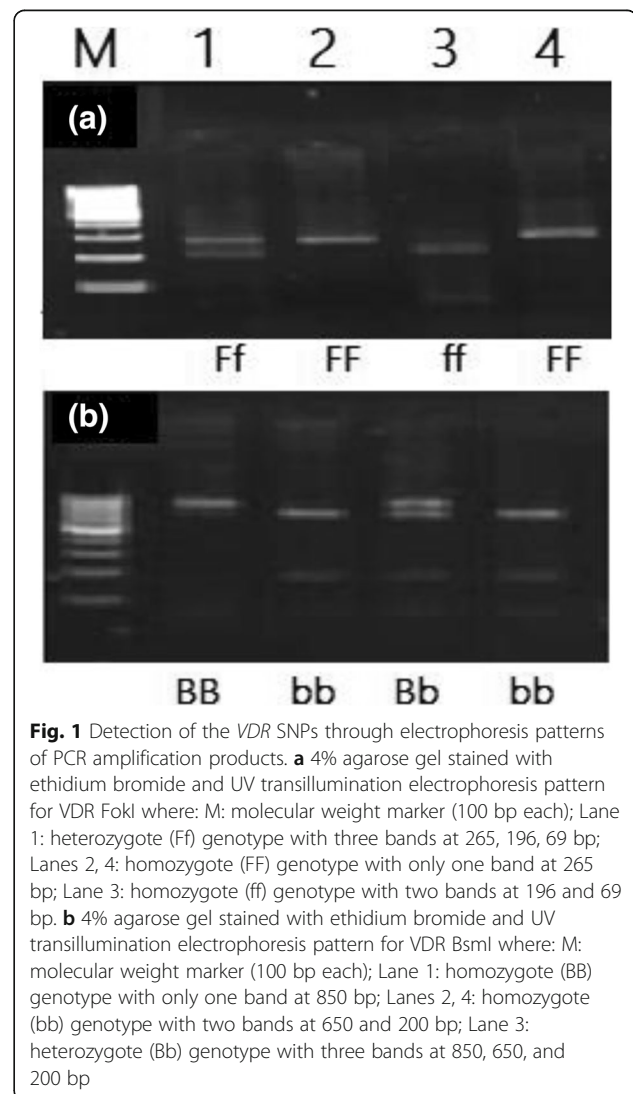 M 1 2 3 4
(a)
Ff FF ff FF
(b)
BB bb Bb bb
Fig. 1 Detection of the VDR SNPs through electrophoresis patterns
of PCR amplification products. a 4% agarose gel stained with
ethidium bromide and UV transillumination electrophoresis pattern
for VDR FokI where: M: molecular weight marker (100 bp each); Lane
1: heterozygote (Ff) genotype with three bands at 265, 196, 69 bp;
Lanes 2, 4: homozygote (FF) genotype with only one band at 265
bp; Lane 3: homozygote (ff) genotype with two bands at 196 and 69
bp. b 4% agarose gel stained with ethidium bromide and UV
transillumination electrophoresis pattern for VDR BsmI where: M:
molecular weight marker (100 bp each); Lane 1: homozygote (BB)
genotype with only one band at 850 bp; Lanes 2, 4: homozygote
(bb) genotype with two bands at 650 and 200 bp; Lane 3:
heterozygote (Bb) genotype with three bands at 850, 650, and
200 bp